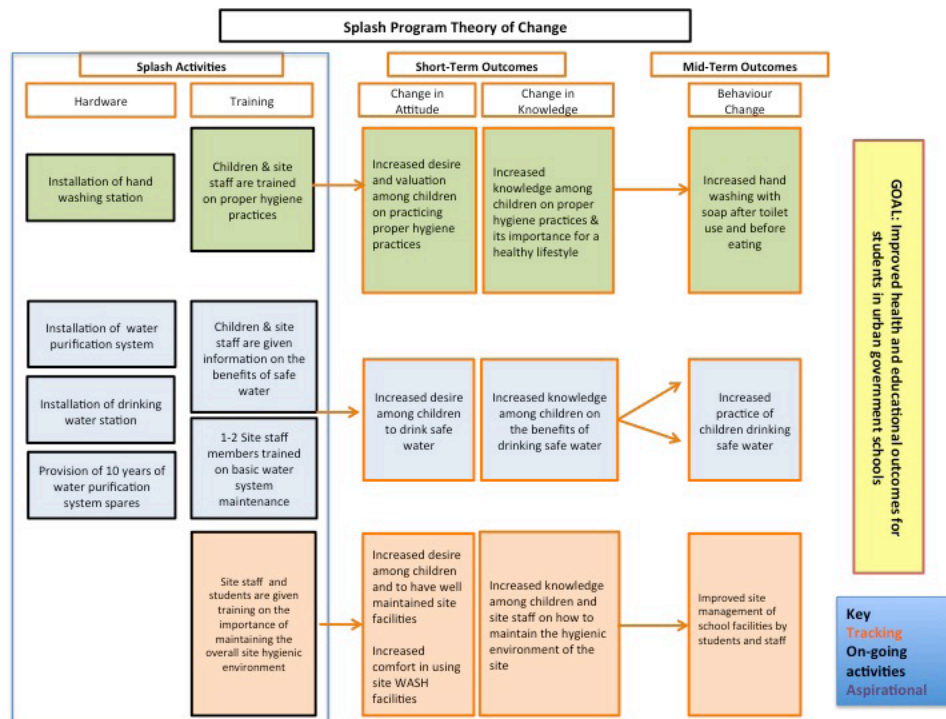 Splash Program Theory of Change
Splash Activities
Short-Term Outcomes
Mid-Term Outcomes
Hardware
Training
Change in
Attitude
Change in
Knowledge
Behaviour
Change
Installation of hand
washing station
Children & site
staff are trained
on proper hygiene
practices
Increased desire
and valuation
among children
on practicing
proper hygiene
practices
Increased
knowledge among
children on proper
hygiene practices &
its importance for a
healthy lifestyle
Increased hand
washing with
soap after toilet
use and before
eating
Installation of water
purification system
Installation of drinking
water station
Provision of 10 years of
water purification
system spares
Children & site
staff are given
information on the
benefits of safe
water
1-2 Site staff
members trained
on basic water
system
maintenance
Increased desire
among children
to drink safe
water
Increased knowledge
among children on
the benefits of
drinking safe water
Increased
practice of
children drinking
safe water
Site staff and
students are given
training on the
importance of
maintaining the
overall site hygienic
environment
Increased desire
among children
and to have well
maintained site
facilities
Increased
comfort in using
site WASH
facilities
Increased knowledge
among children and
site staff on how to
maintain the hygienic
environment of the
site
Improved site
management of
school facilities by
students and staff
GOAL: Improved health and educational outcomes for
students in urban government schools
Key
Tracking
On-going
activities
Aspirational